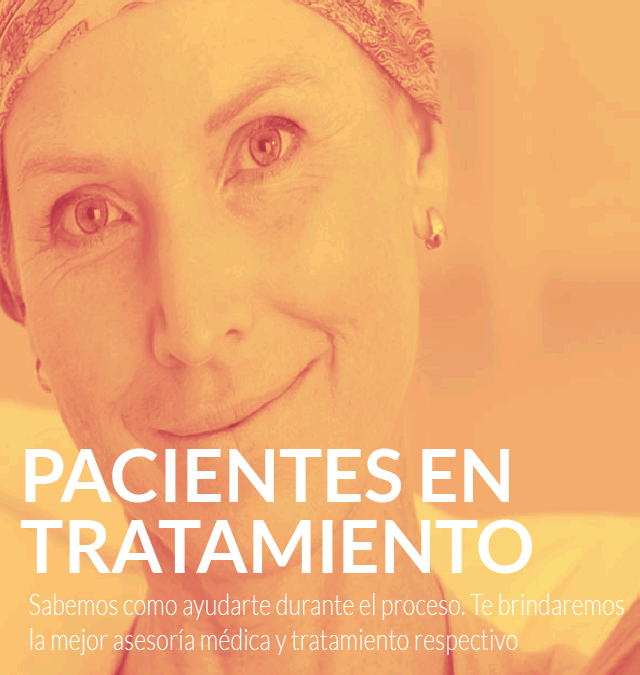 PACIENTES EN
TRATAMIENTO
Sabemos como ayudarte durante el proceso. Te brindaremos
la mejor asesoría médica y tratamiento respectivo